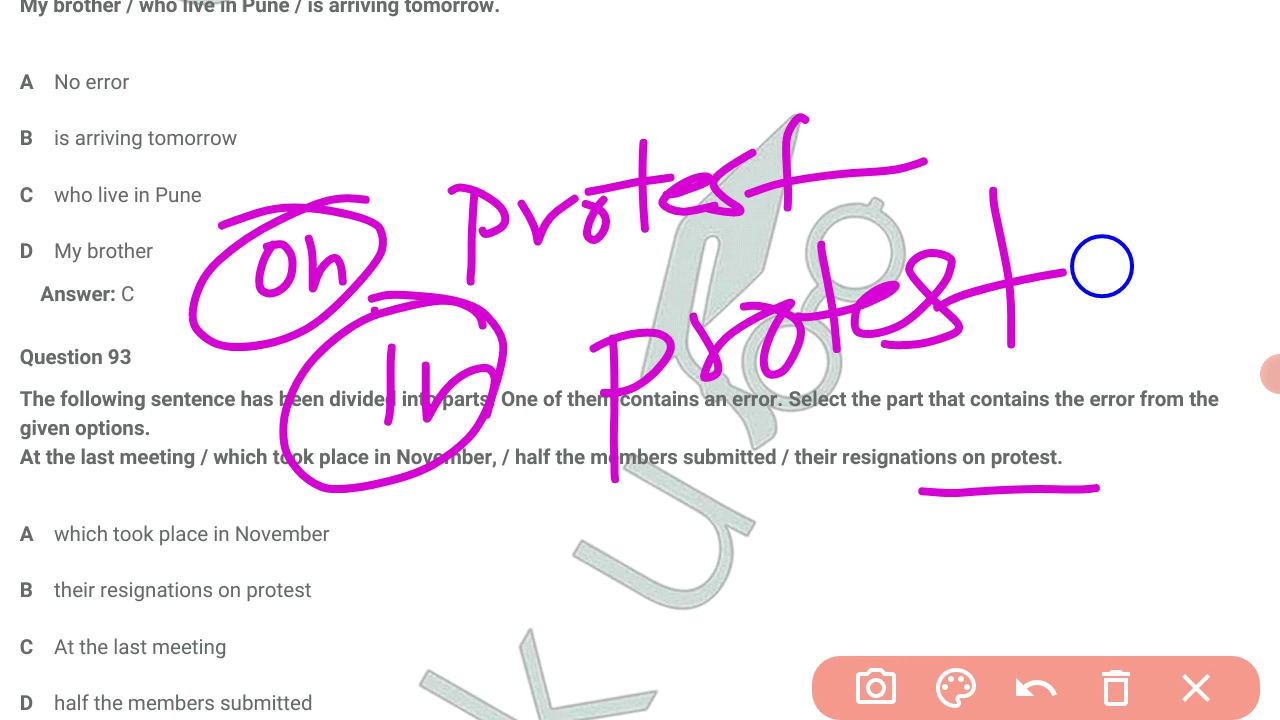 My brother / who live in Pune / is arriving tomorrow.
A No error
B is arriving tomorrow
C who live in Pune
D My brother
Answer: C
on protest
In protest
Question 93
The following sentence has been divided into parts. One of them contains an error. Select the part that contains the error from the
given options.
At the last meeting / which took place in November, / half the members submitted / their resignations on protest.
A which took place in November
B their resignations on protest
C At the last meeting
D half the members submitted